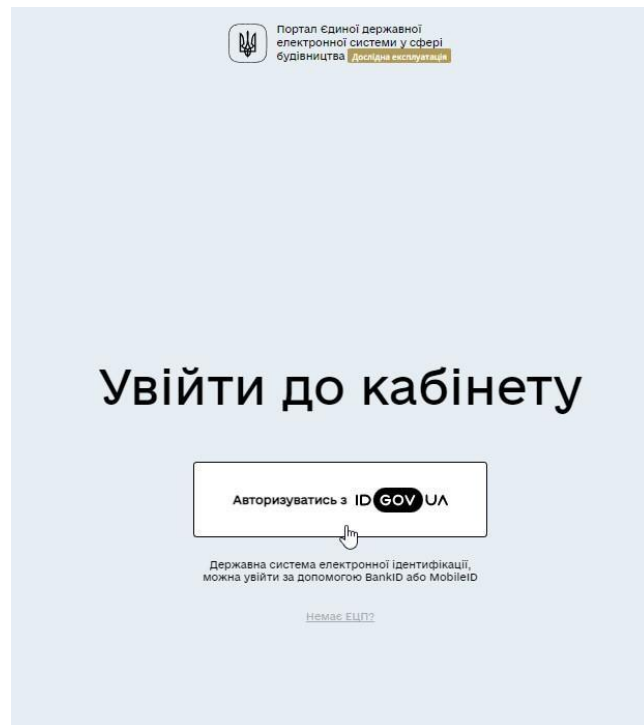 Портал Єдиної державної
електронної системи у сфері
будівництва Дослідна експлуатація
Увійти до кабінету
Авторизуватись з ID GOV UA
Державна система електронної ідентифікації,
можна увійти за допомогою BankID або MobileID
Немає ЕЦП?